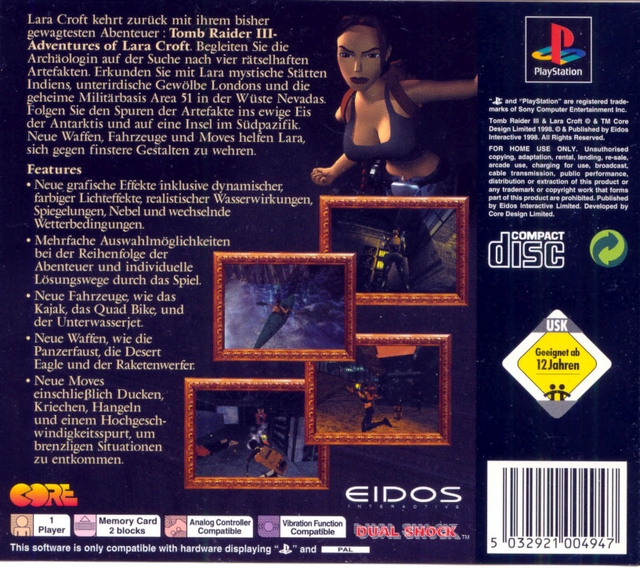 Lara Croft kehrt zurück mit ihrem bisher
gewagtesten Abenteuer : Tomb Raider III-
Adventures of Lara Croft. Begleiten Sie die
Archäologin auf der Suche nach vier rätselhaften
Artefakten. Erkunden Sie mit Lara mystische Stätten
Indiens, unterirdische Gewölbe Londons und die
geheime Militärbasis Area 51 in der Wüste Nevadas.
Folgen Sie den Spuren der Artefakte ins ewige Eis
der Antarktis und auf eine Insel im Südpazifik.
Neue Waffen, Fahrzeuge und Moves helfen Lara,
sich gegen finstere Gestalten zu wehren.
Features
• Neue grafische Effekte inklusive dynamischer,
farbiger Lichteffekte, realistischer Wasserwirkungen,
Spiegelungen, Nebel und wechselnde
Wetterbedingungen.
• Mehrfache Auswahlmöglichkeiten
bei der Reihenfolge der
Abenteuer und individuelle
Lösungswege durch das Spiel.
• Neue Fahrzeuge, wie das
Kajak, das Quad Bike, und
der Unterwasserjet.
• Neue Waffen, wie die
Panzerfaust, die Desert
Eagle und der Raketenwerfer.
• Neue Moves
einschließlich Ducken,
Kriechen, Hangeln
und einem Hochgesch-
windigkeitsspurt, um
brenzligen Situationen
zu entkommen.
CORE
EIDOS
INTERACTIVE
1
Player
Memory Card
2 blocks
Analog Controller
Compatible
Vibration Function
Compatible
DUAL SHOCK™
This software is only compatible with hardware displaying " " and PAL
PlayStation
" " and "PlayStation" are registered trade-
marks of Sony Computer Entertainment Inc.
Tomb Raider III & Lara Croft © & TM Core
Design Limited 1998. © & Published by Eidos
Interactive 1998. All Rights Reserved.
FOR HOME USE ONLY. Unauthorised
copying, adaptation, rental, lending, re-sale,
arcade use, charging for use, broadcast,
cable transmission, public performance,
distribution or extraction of this product or
any trademark or copyright work that forms
part of this product are prohibited. Published
by Eidos Interactive Limited. Developed by
Core Design Limited.
COMPACT
disc
USK
Geeignet ab
12 Jahren
5 032921 004947